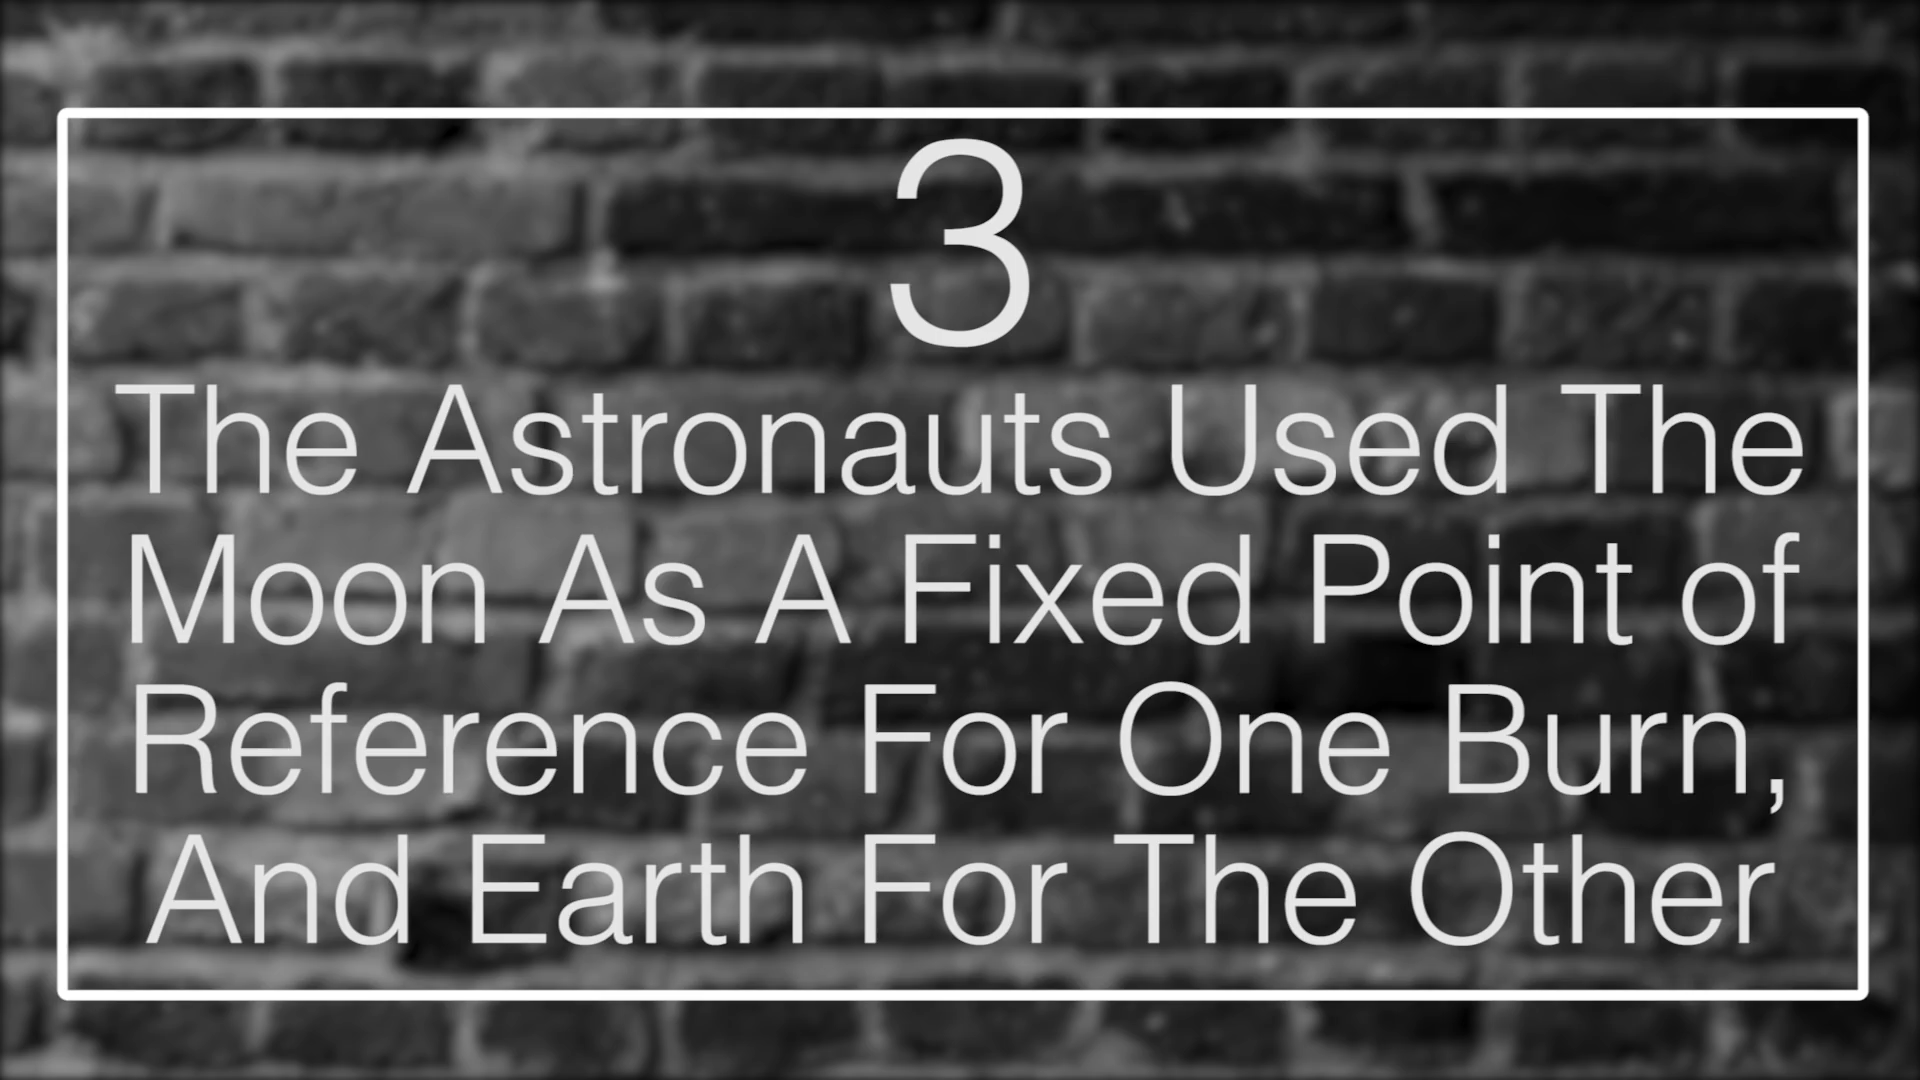 3
The Astronauts Used The
Moon As A Fixed Point of
Reference For One Burn,
And Earth For The Other